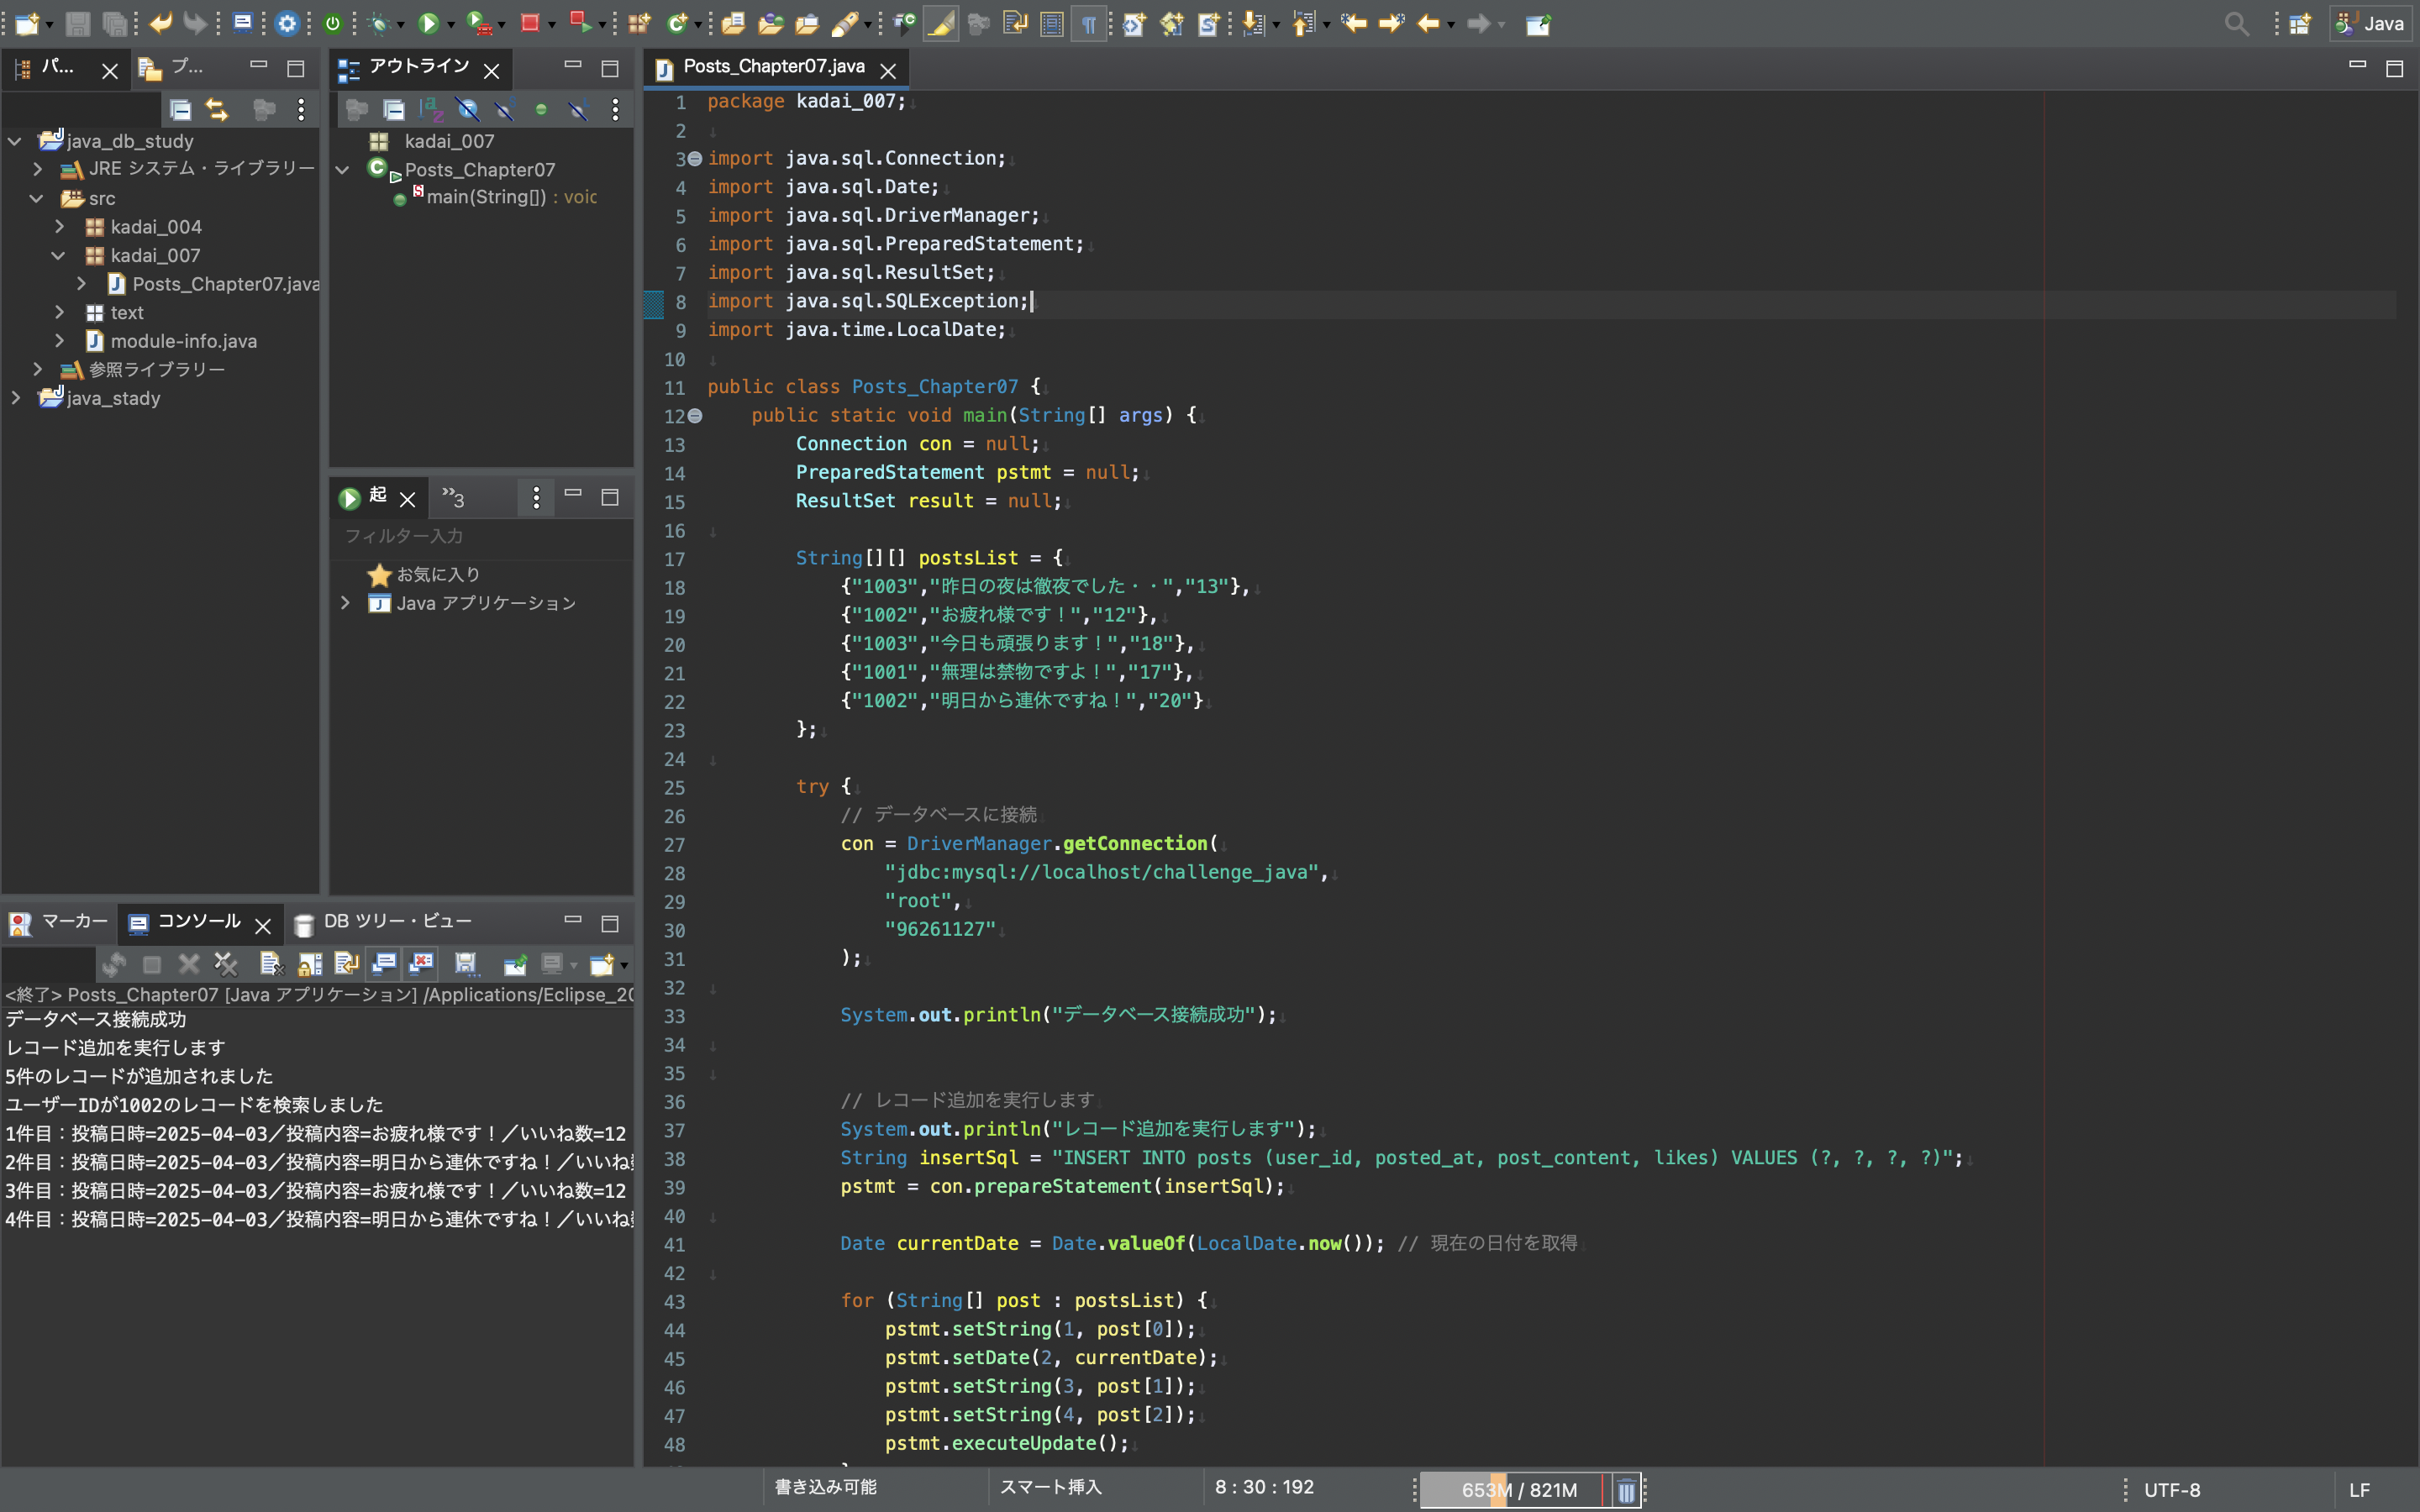 Java
パ...
プ...
java_db_study
JRE システム・ライブラリー
src
kadai_004
kadai_007
Posts_Chapter07.java
text
module-info.java
参照ライブラリー
java_stady
アウトライン
kadai_007
Posts_Chapter07
main(String[]) : voic
起
»3
フィルター入力
お気に入り
Java アプリケーション
マーカー
コンソール
DB ツリー・ビュー
<終了> Posts_Chapter07 [Java アプリケーション] /Applications/Eclipse_20
データベース接続成功
レコード追加を実行します
5件のレコードが追加されました
ユーザーIDが1002のレコードを検索しました
1件目：投稿日時=2025-04-03／投稿内容=お疲れ様です！／いいね数=12
2件目：投稿日時=2025-04-03／投稿内容=明日から連休ですね！／いいね
3件目：投稿日時=2025-04-03／投稿内容=お疲れ様です！／いいね数=12
4件目：投稿日時=2025-04-03／投稿内容=明日から連休ですね！／いいね
Posts_Chapter07.java
1 package kadai_007;
2
3 import java.sql.Connection;
4 import java.sql.Date;
5 import java.sql.DriverManager;
6 import java.sql.PreparedStatement;
7 import java.sql.ResultSet;
8 import java.sql.SQLException;
9 import java.time.LocalDate;
10
11 public class Posts_Chapter07 {
12 public static void main(String[] args) {
13 Connection con = null;
14 PreparedStatement pstmt = null;
15 ResultSet result = null;
16
17 String[][] postsList = {
18 {"1003","昨日の夜は徹夜でした・・","13"},
19 {"1002","お疲れ様です！","12"},
20 {"1003","今日も頑張ります！","18"},
21 {"1001","無理は禁物ですよ！","17"},
22 {"1002","明日から連休ですね！","20"}
23 };
24
25 try {
26 // データベースに接続
27 con = DriverManager.getConnection(
28 "jdbc:mysql://localhost/challenge_java",
29 "root",
30 "96261127"
31 );
32
33 System.out.println("データベース接続成功");
34
35
36 // レコード追加を実行します
37 System.out.println("レコード追加を実行します");
38 String insertSql = "INSERT INTO posts (user_id, posted_at, post_content, likes) VALUES (?, ?, ?, ?)";
39 pstmt = con.prepareStatement(insertSql);
40
41 Date currentDate = Date.valueOf(LocalDate.now()); // 現在の日付を取得
42
43 for (String[] post : postsList) {
44 pstmt.setString(1, post[0]);
45 pstmt.setDate(2, currentDate);
46 pstmt.setString(3, post[1]);
47 pstmt.setString(4, post[2]);
48 pstmt.executeUpdate();
書き込み可能
スマート挿入
8 : 30 : 192
653M / 821M
UTF-8
LF